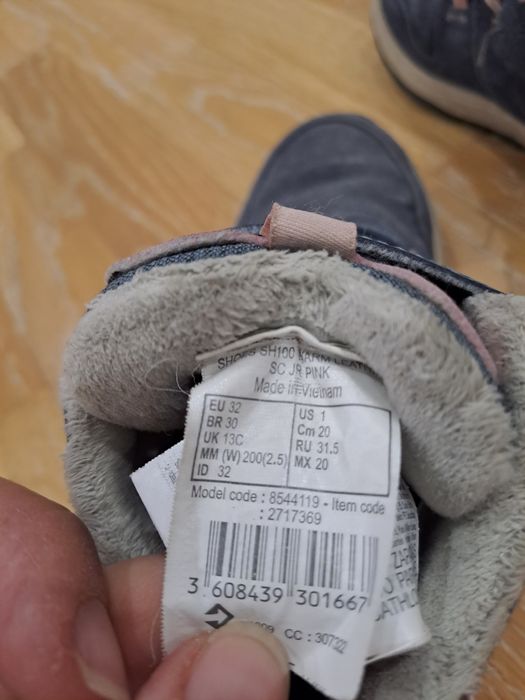 SHOES SH100 WARM LEATHER
SC JR PINK
Made in Vietnam
EU 32
BR 30
UK 13C
MM (W) 200(2.5)
ID 32
US 1
Cm 20
RU 31.5
MX 20
Model code : 8544119 - Item code
: 2717369
3 608439 301667
CC : 30732